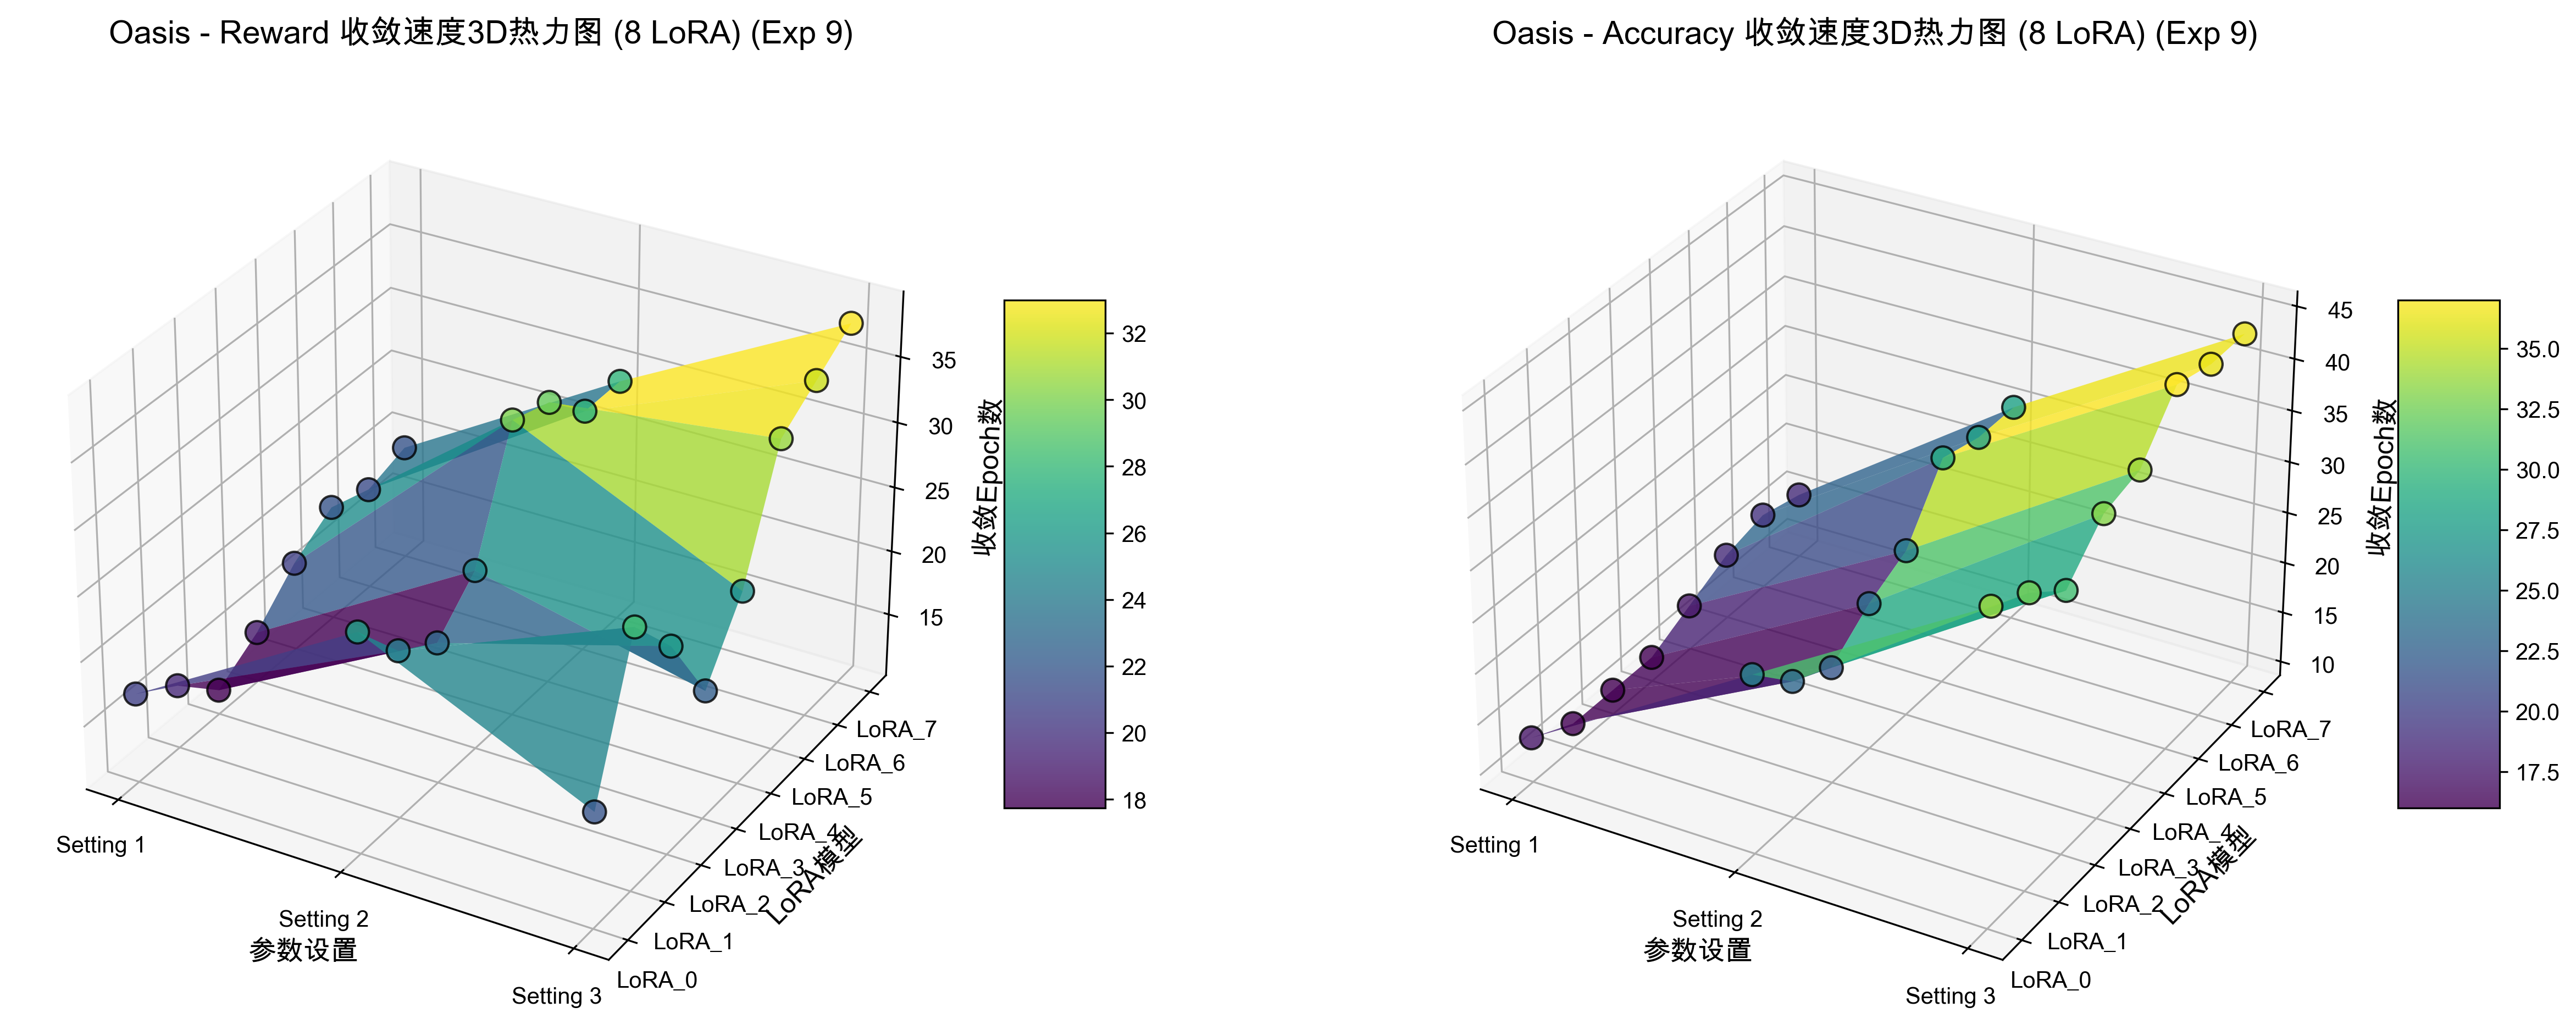 Oasis - Reward 收敛速度3D热力图 (8 LoRA) (Exp 9)
35
30
25
20
15
收敛Epoch数
32
30
28
26
24
22
20
18
LoRA_7
LoRA_6
LoRA_5
LoRA_4
LoRA_3
LoRA_2
LoRA_1
LoRA_0
LoRA模型
Setting 1
Setting 2
Setting 3
参数设置
Oasis - Accuracy 收敛速度3D热力图 (8 LoRA) (Exp 9)
45
40
35
30
25
20
15
10
收敛Epoch数
35.0
32.5
30.0
27.5
25.0
22.5
20.0
17.5
LoRA_7
LoRA_6
LoRA_5
LoRA_4
LoRA_3
LoRA_2
LoRA_1
LoRA_0
LoRA模型
Setting 1
Setting 2
Setting 3
参数设置